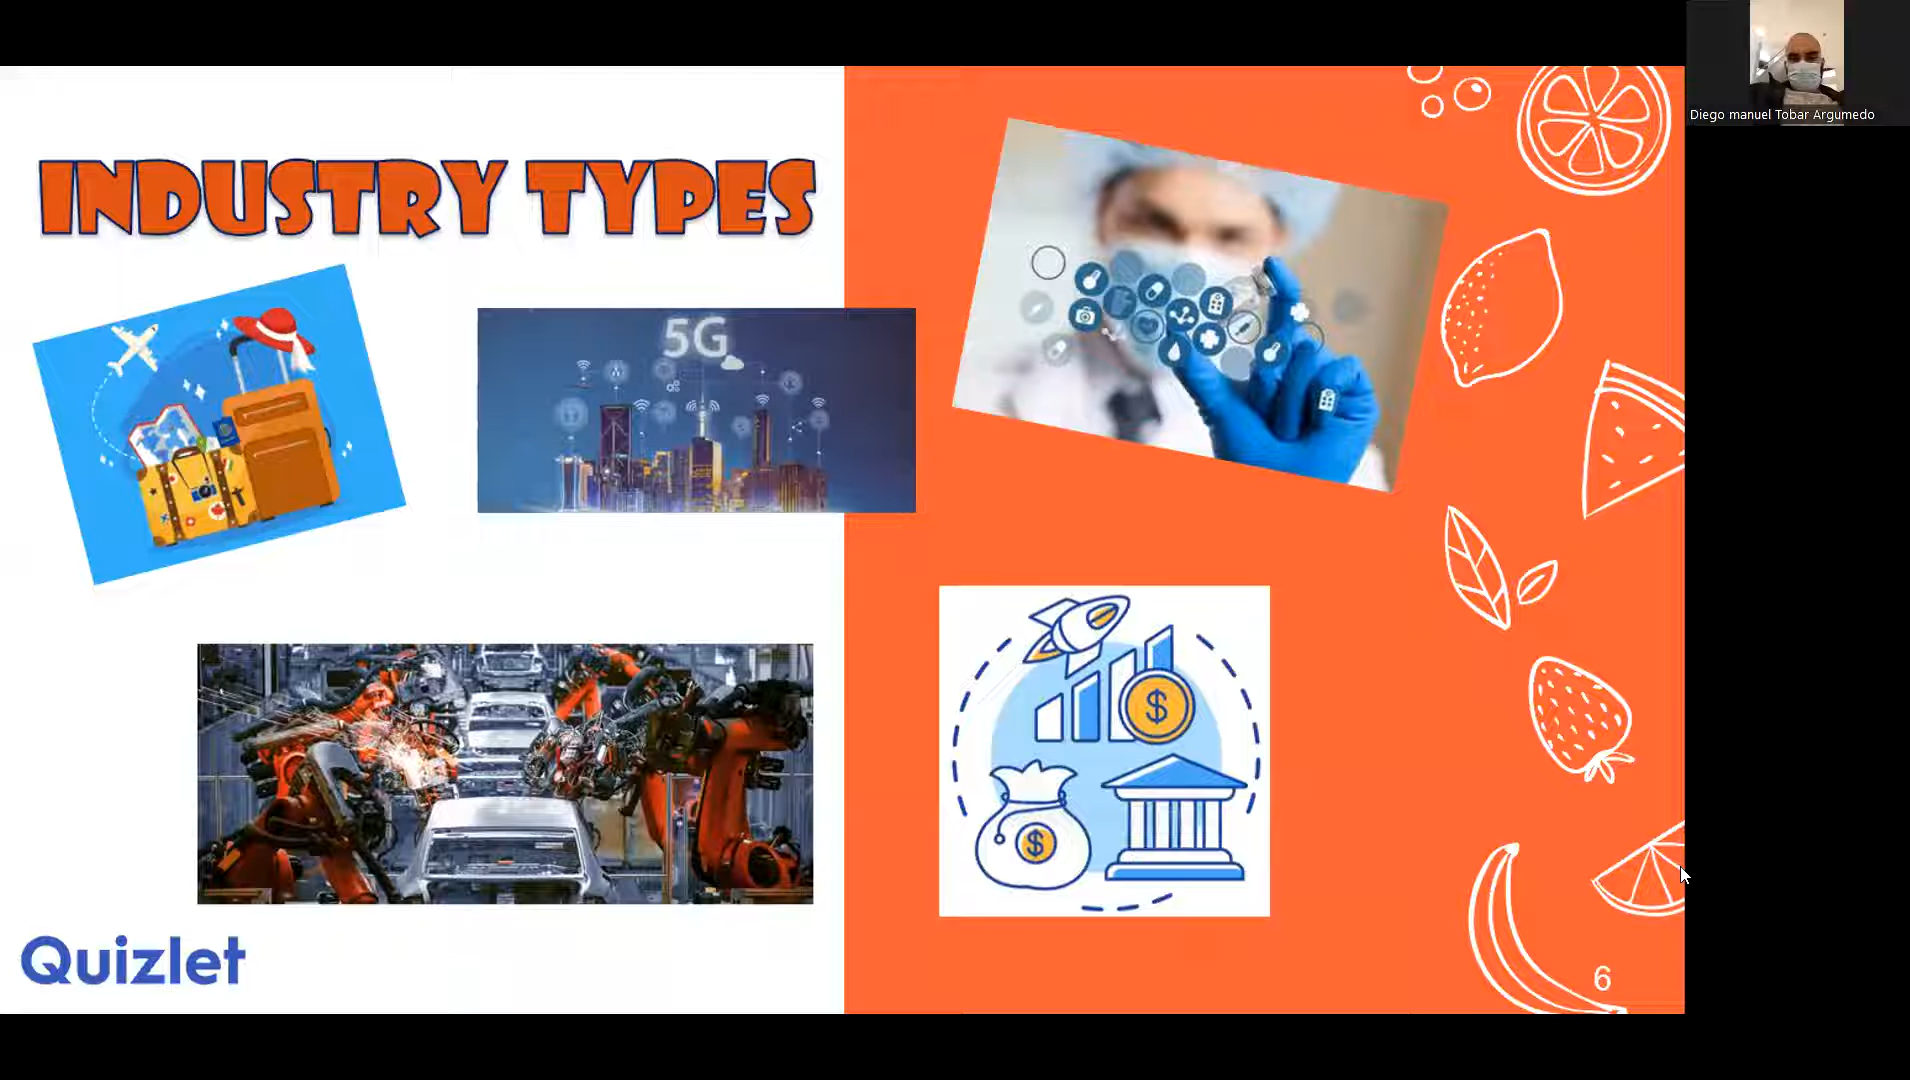 Diego manuel Tobar Argumedo
INDUSTRY TYPES
5G
$
$
Quizlet
6